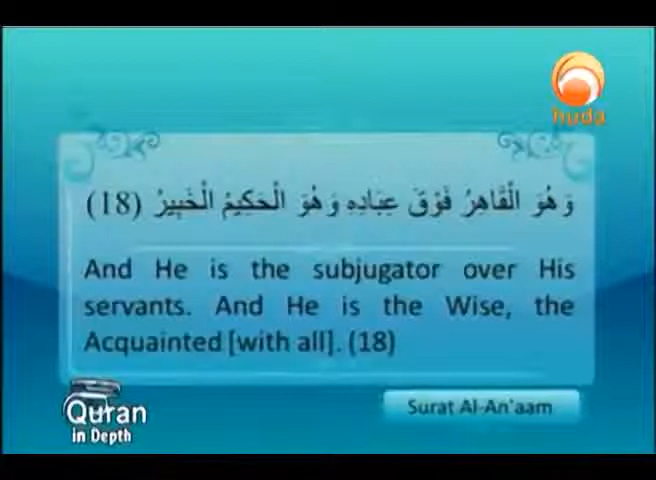 huda
وَ هُوَ الْقَاهِرُ فَوْقَ عِبَادِهِ وَ هُوَ الْحَكِيمُ الْخَبِيرُ (18)
And He is the subjugator over His
servants. And He is the Wise, the
Acquainted [with all]. (18)
Quran
in Depth
Surat Al-An'aam